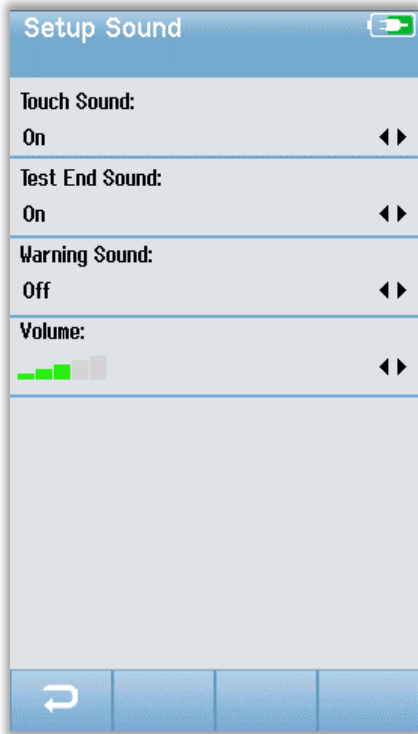 Setup Sound
Touch Sound:
On
Test End Sound:
On
Warning Sound:
Off
Volume: